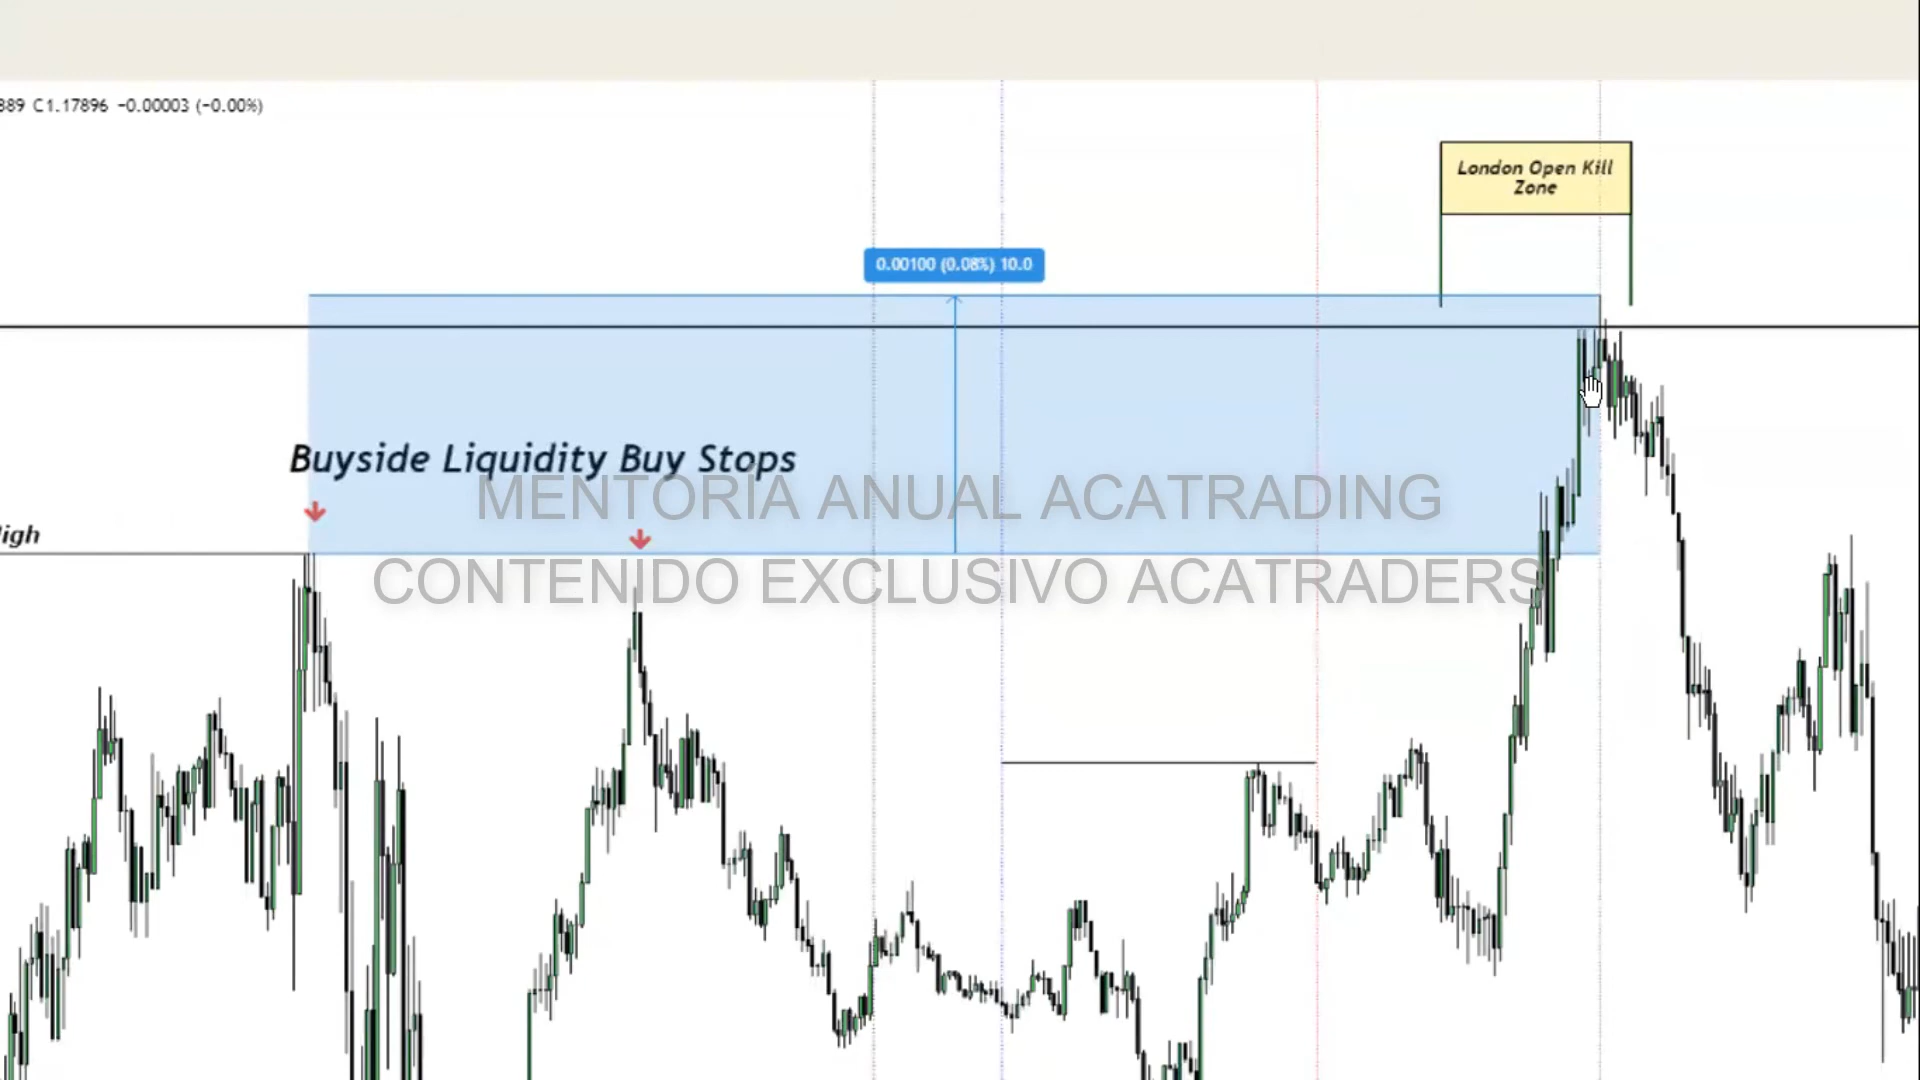 889 C1.17896 −0.00003 (−0.00%)
London Open Kill
Zone
0.00100 (0.08%) 10.0
Buyside Liquidity Buy Stops
MENTORIA ANUAL ACATRADING
igh
CONTENIDO EXCLUSIVO ACATRADERS